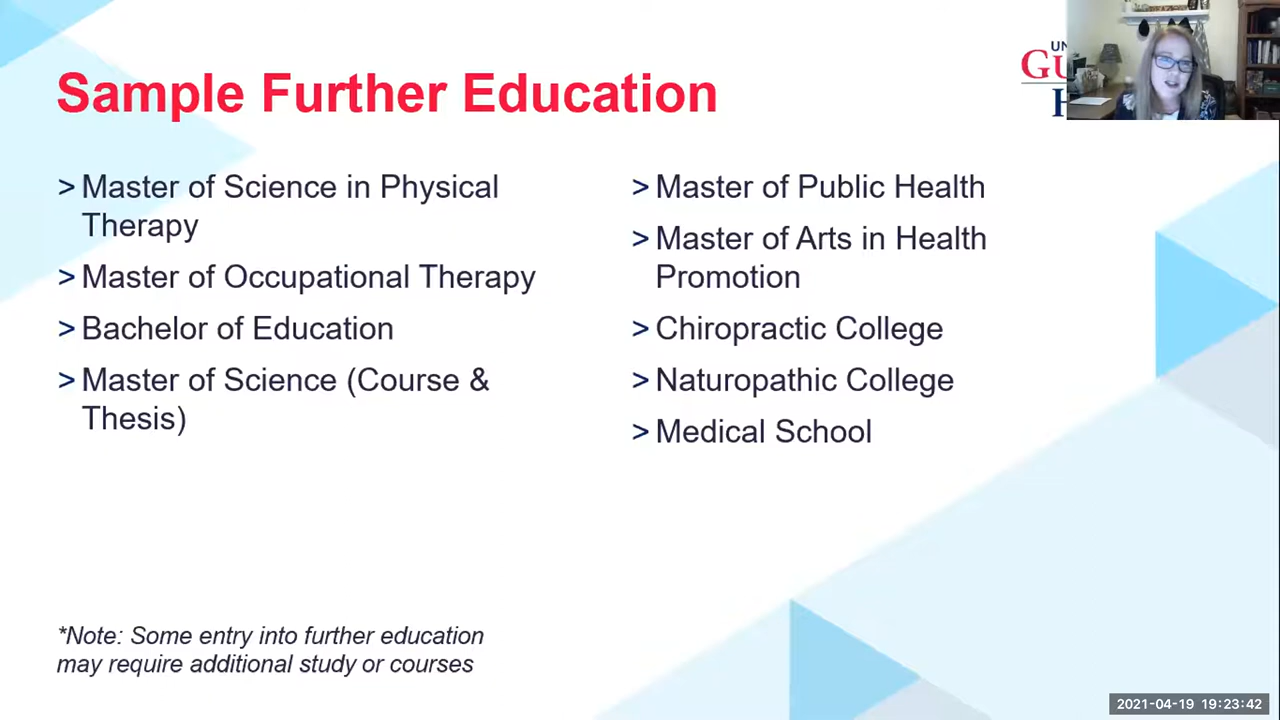 Sample Further Education
> Master of Science in Physical
Therapy
> Master of Occupational Therapy
> Bachelor of Education
> Master of Science (Course &
Thesis)
> Master of Public Health
> Master of Arts in Health
Promotion
> Chiropractic College
> Naturopathic College
> Medical School
*Note: Some entry into further education
may require additional study or courses
2021-04-19 19:23:42